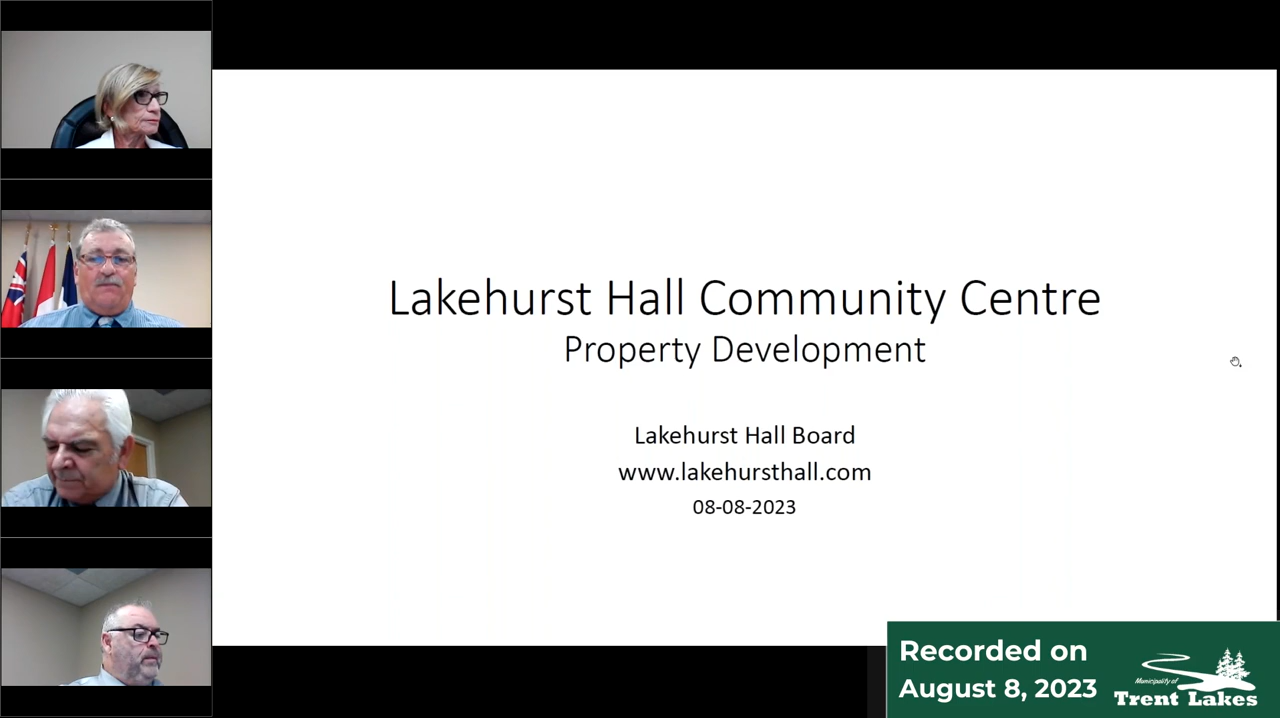 Lakehurst Hall Community Centre
Property Development
Lakehurst Hall Board
www.lakehursthall.com
08-08-2023
Recorded on
August 8, 2023
Municipality of
Trent Lakes